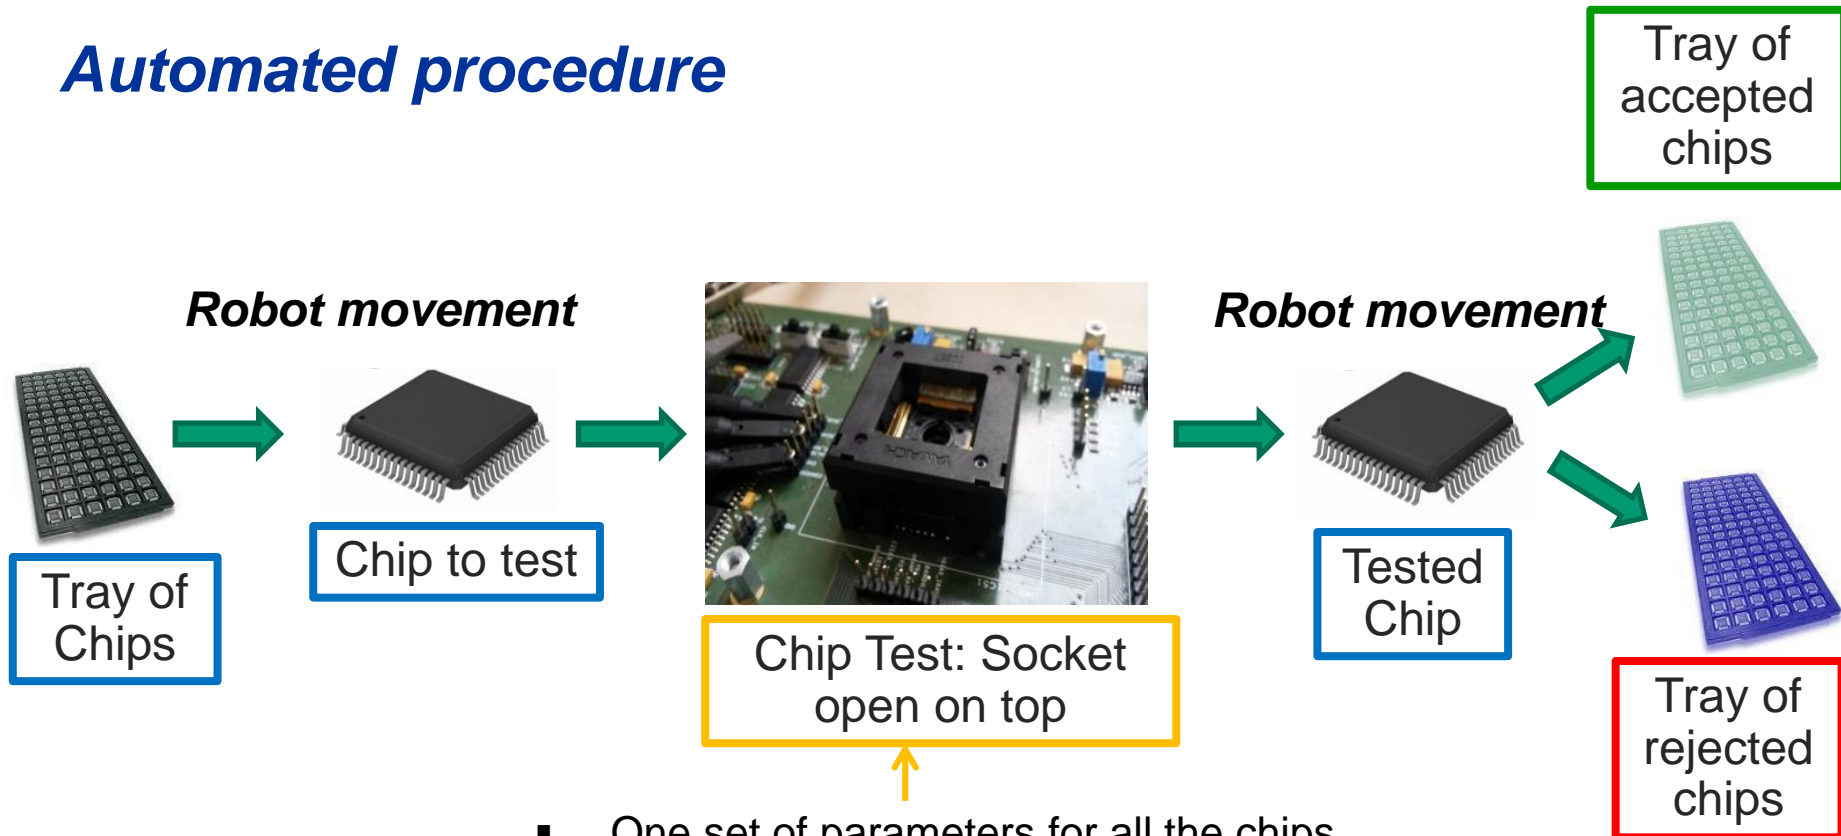 Automated procedure
Tray of
accepted
chips
Robot movement
Robot movement
YAMAICHI
Chip to test
Tray of
Chips
Chip Test: Socket
open on top
Tested
Chip
Tray of
rejected
chips
▪ One set of parameters for all the chips